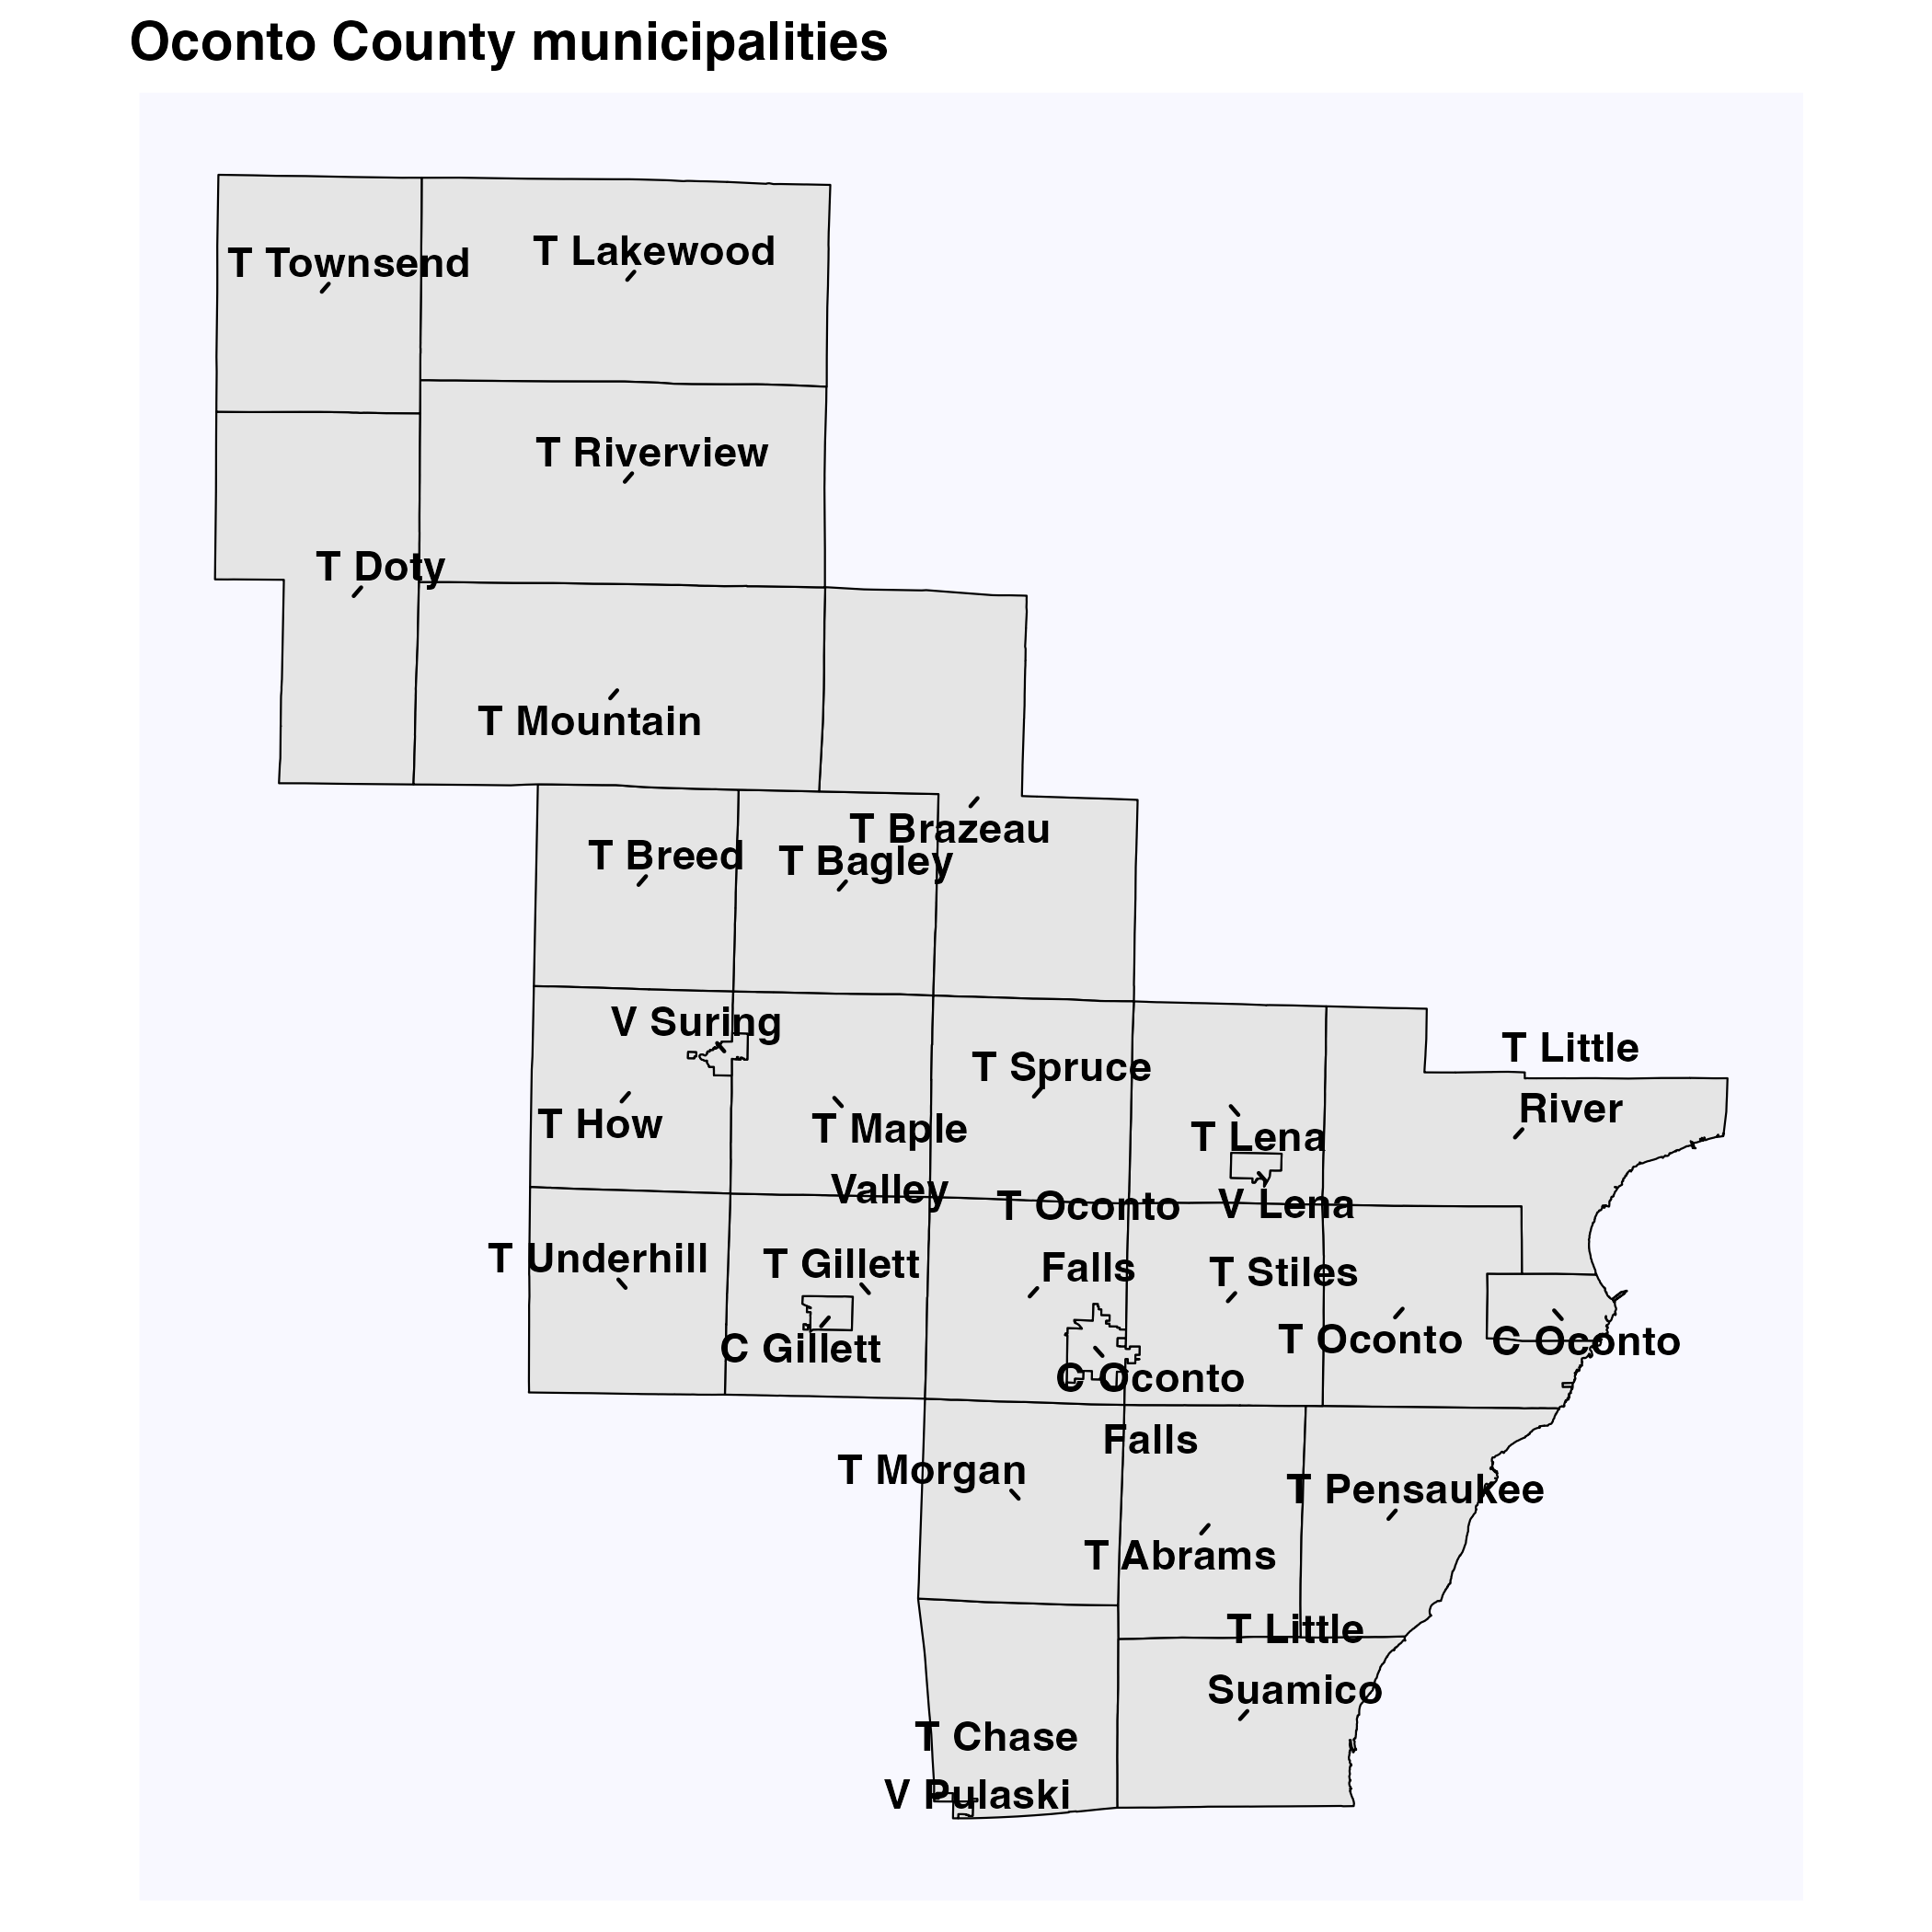 Oconto County municipalities
T Townsend
T Lakewood
T Riverview
T Doty
T Mountain
T Brazeau
T Breed
T Bagley
V Suring
T Little
River
T Spruce
T How
T Maple
Valley
T Lena
V Lena
T Oconto
Falls
T Underhill
T Gillett
T Stiles
C Gillett
T Oconto
C Oconto
C Oconto
Falls
T Morgan
T Pensaukee
T Abrams
T Little
Suamico
T Chase
V Pulaski